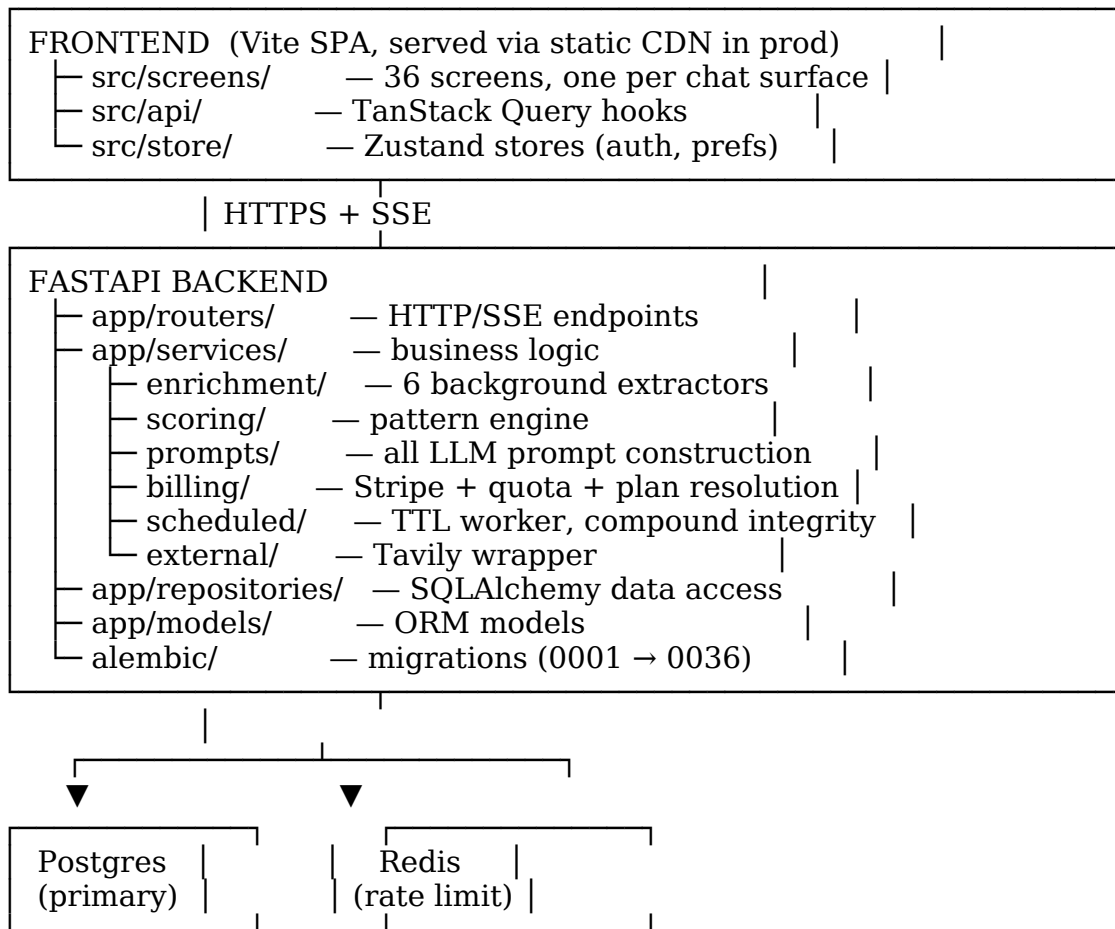 FRONTEND (Vite SPA, served via static CDN in prod) │
├─ src/screens/ — 36 screens, one per chat surface │
├─ src/api/ — TanStack Query hooks │
└─ src/store/ — Zustand stores (auth, prefs) │
│ HTTPS + SSE
FASTAPI BACKEND │
├─ app/routers/ — HTTP/SSE endpoints │
├─ app/services/ — business logic │
│ ├─ enrichment/ — 6 background extractors │
│ ├─ scoring/ — pattern engine │
│ ├─ prompts/ — all LLM prompt construction │
│ ├─ billing/ — Stripe + quota + plan resolution │
│ ├─ scheduled/ — TTL worker, compound integrity │
│ └─ external/ — Tavily wrapper │
├─ app/repositories/ — SQLAlchemy data access │
├─ app/models/ — ORM models │
└─ alembic/ — migrations (0001 → 0036) │
▼ ▼
Postgres │ │ Redis │
(primary) │ │ (rate limit) │